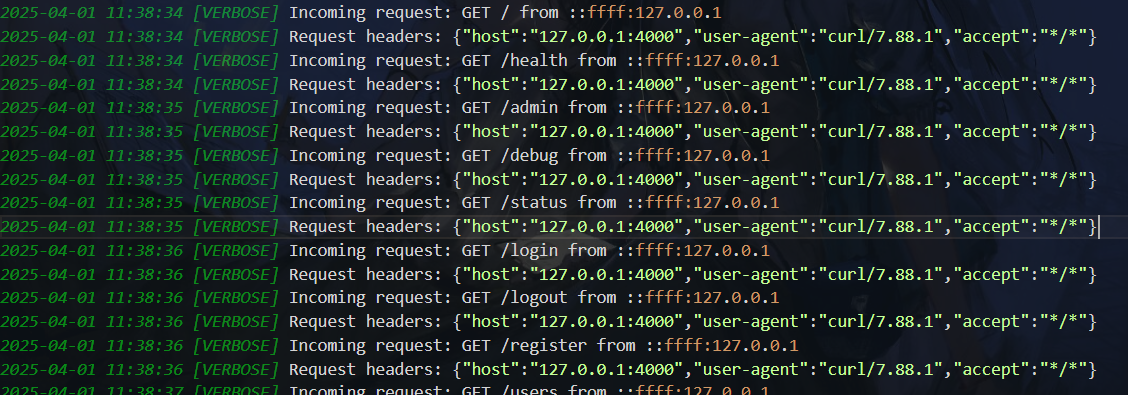 2025-04-01 11:38:34 [VERBOSE] Incoming request: GET / from ::ffff:127.0.0.1
2025-04-01 11:38:34 [VERBOSE] Request headers: {"host":"127.0.0.1:4000","user-agent":"curl/7.88.1","accept":"*/*"}
2025-04-01 11:38:34 [VERBOSE] Incoming request: GET /health from ::ffff:127.0.0.1
2025-04-01 11:38:34 [VERBOSE] Request headers: {"host":"127.0.0.1:4000","user-agent":"curl/7.88.1","accept":"*/*"}
2025-04-01 11:38:35 [VERBOSE] Incoming request: GET /admin from ::ffff:127.0.0.1
2025-04-01 11:38:35 [VERBOSE] Request headers: {"host":"127.0.0.1:4000","user-agent":"curl/7.88.1","accept":"*/*"}
2025-04-01 11:38:35 [VERBOSE] Incoming request: GET /debug from ::ffff:127.0.0.1
2025-04-01 11:38:35 [VERBOSE] Request headers: {"host":"127.0.0.1:4000","user-agent":"curl/7.88.1","accept":"*/*"}
2025-04-01 11:38:35 [VERBOSE] Incoming request: GET /status from ::ffff:127.0.0.1
2025-04-01 11:38:35 [VERBOSE] Request headers: {"host":"127.0.0.1:4000","user-agent":"curl/7.88.1","accept":"*/*"}
2025-04-01 11:38:36 [VERBOSE] Incoming request: GET /login from ::ffff:127.0.0.1
2025-04-01 11:38:36 [VERBOSE] Request headers: {"host":"127.0.0.1:4000","user-agent":"curl/7.88.1","accept":"*/*"}
2025-04-01 11:38:36 [VERBOSE] Incoming request: GET /logout from ::ffff:127.0.0.1
2025-04-01 11:38:36 [VERBOSE] Request headers: {"host":"127.0.0.1:4000","user-agent":"curl/7.88.1","accept":"*/*"}
2025-04-01 11:38:36 [VERBOSE] Incoming request: GET /register from ::ffff:127.0.0.1
2025-04-01 11:38:36 [VERBOSE] Request headers: {"host":"127.0.0.1:4000","user-agent":"curl/7.88.1","accept":"*/*"}
2025-04-01 11:38:37 [VERBOSE] Incoming request: GET /users from ::ffff:127.0.0.1